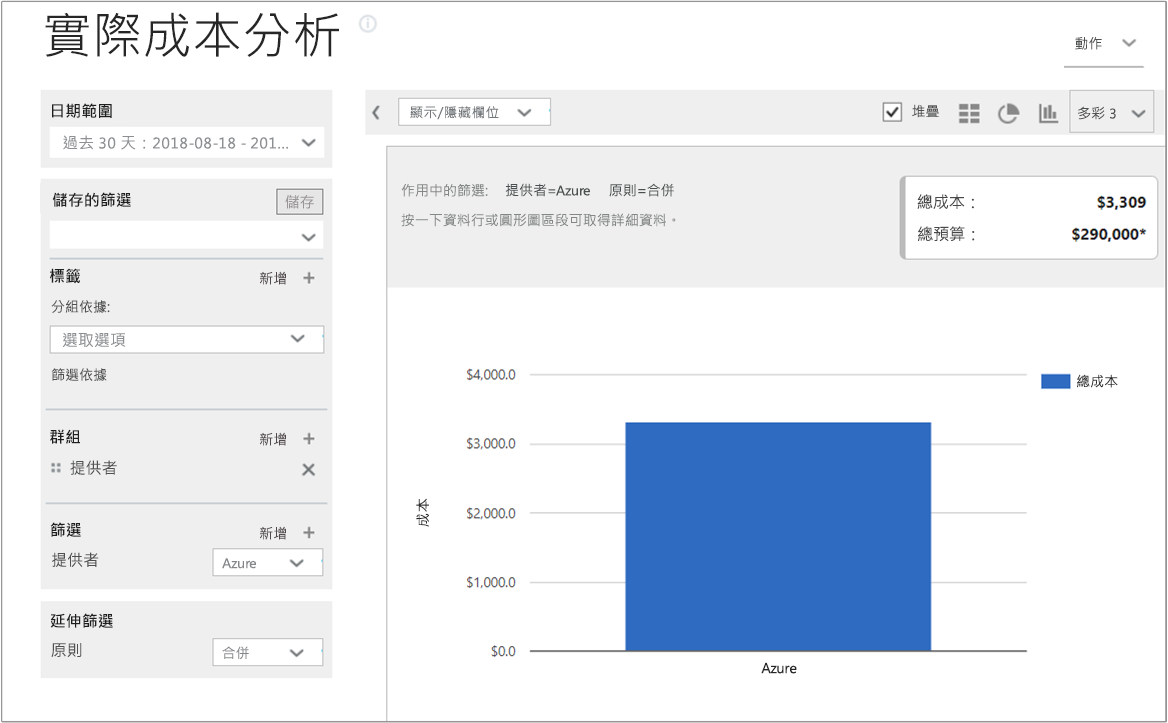 實際成本分析
動作
日期範圍
過去 30 天：2018-08-18 - 201...
儲存的篩選
儲存
標籤
新增
分組依據:
選取選項
篩選依據
群組
新增
提供者
篩選
新增
提供者
Azure
延伸篩選
原則
合併
顯示/隱藏欄位
堆疊
多彩 3
作用中的篩選: 提供者=Azure 原則=合併
按一下資料行或圓形圖區段可取得詳細資料。
總成本： $3,309
總預算： $290,000*
$4,000.0
$3,000.0
$2,000.0
$1,000.0
$0.0
成本
Azure
總成本